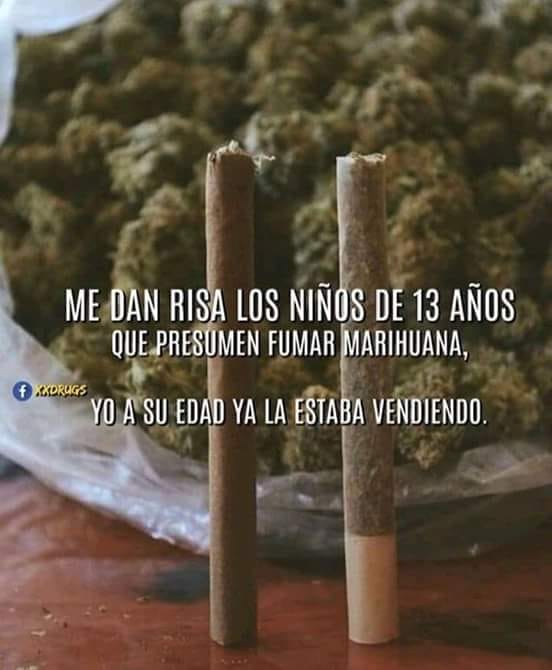 ME DAN RISA LOS NIÑOS DE 13 AÑOS
QUE PRESUMEN FUMAR MARIHUANA,
f XXDRUGS
YO A SU EDAD YA LA ESTABA VENDIENDO.